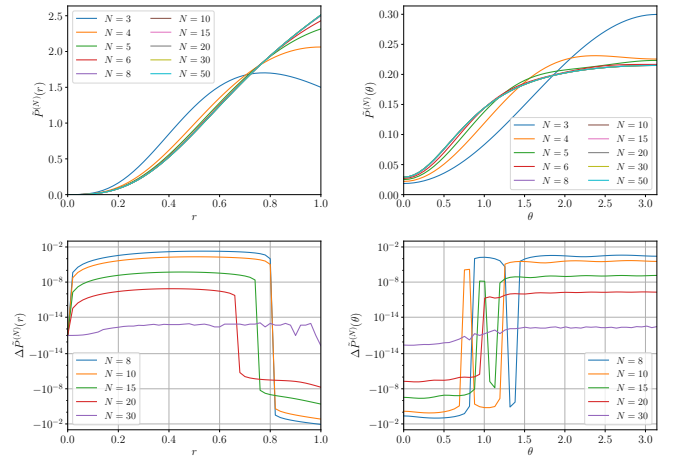 2.5
2.0
1.5
1.0
0.5
0.0
P̃^(N)(r)
N = 3
N = 4
N = 5
N = 6
N = 8
N = 10
N = 15
N = 20
N = 30
N = 50
0.0 0.2 0.4 0.6 0.8 1.0
r
0.30
0.25
0.20
0.15
0.10
0.05
0.00
P̃^(N)(θ)
N = 3
N = 4
N = 5
N = 6
N = 8
N = 10
N = 15
N = 20
N = 30
N = 50
0.0 0.5 1.0 1.5 2.0 2.5 3.0
θ
10^−2
10^−8
10^−14
−10^−14
−10^−8
−10^−2
ΔP̃^(N)(r)
N = 8
N = 10
N = 15
N = 20
N = 30
0.0 0.2 0.4 0.6 0.8 1.0
r
10^−2
10^−8
10^−14
−10^−14
−10^−8
−10^−2
ΔP̃^(N)(θ)
N = 8
N = 10
N = 15
N = 20
N = 30
0.0 0.5 1.0 1.5 2.0 2.5 3.0
θ